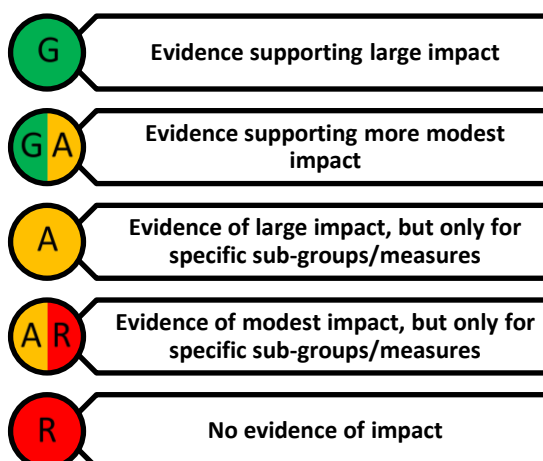 G
Evidence supporting large impact
G A
Evidence supporting more modest
impact
A
Evidence of large impact, but only for
specific sub-groups/measures
A R
Evidence of modest impact, but only for
specific sub-groups/measures
R
No evidence of impact